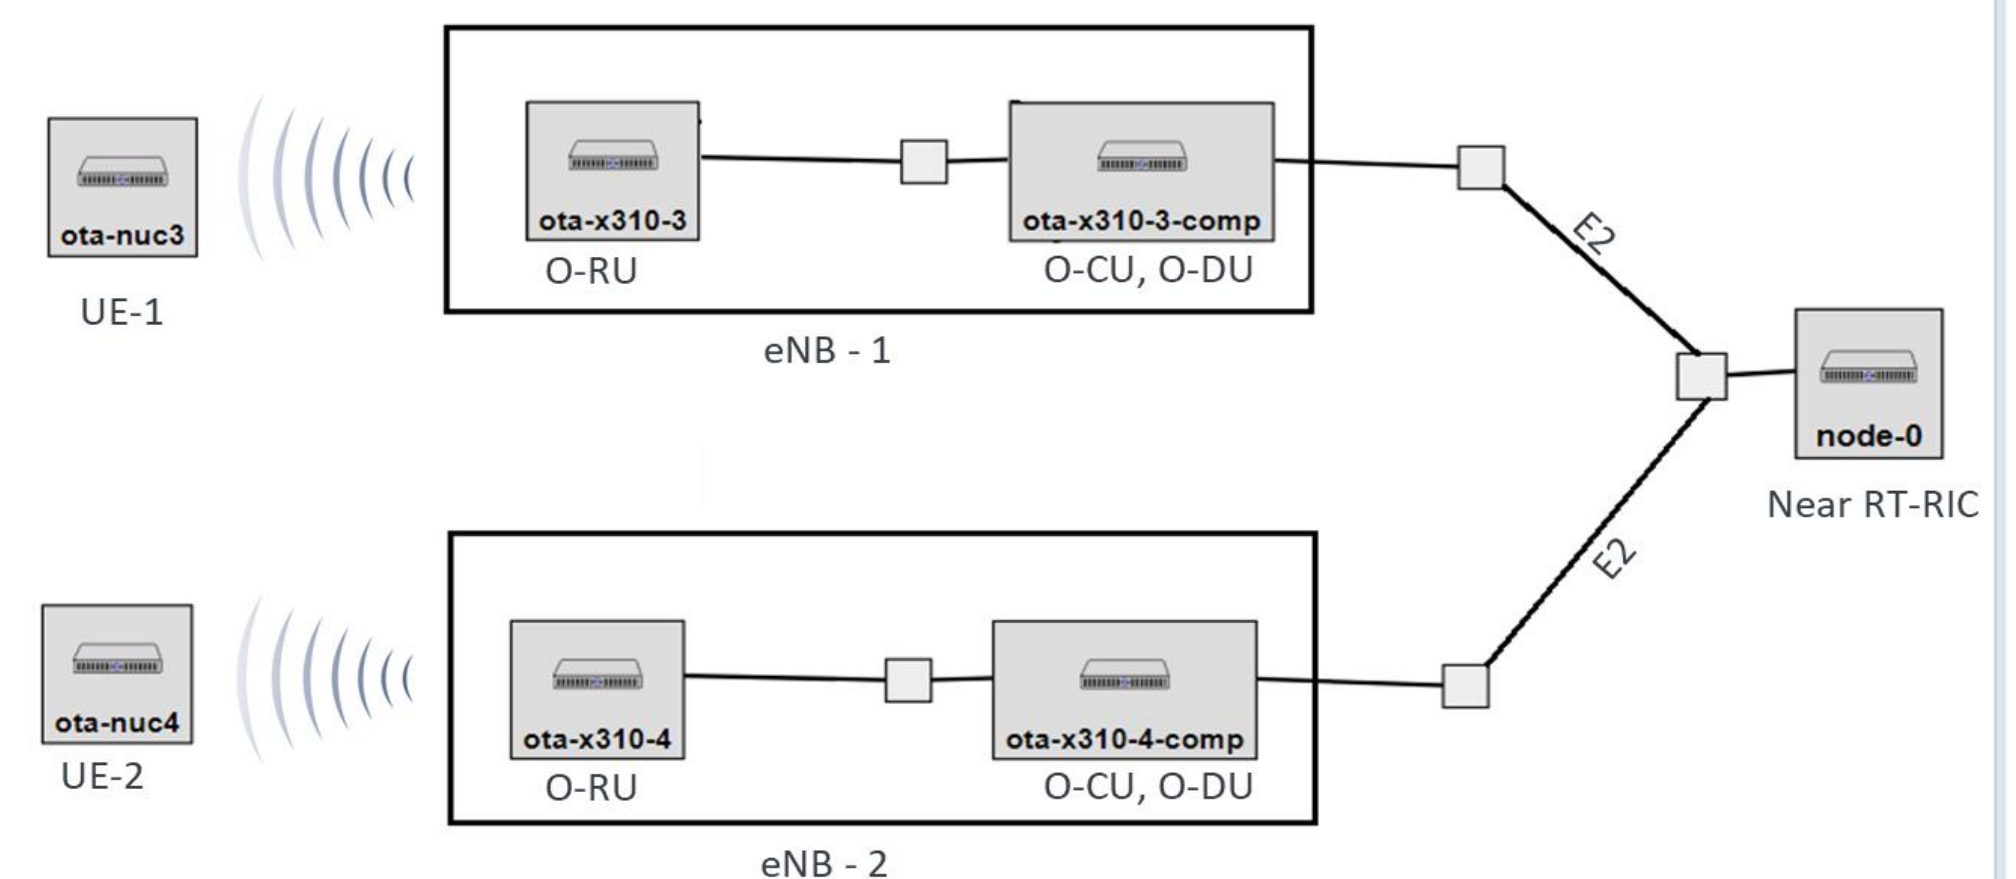 ota-nuc3
UE-1
ota-x310-3
O-RU
ota-x310-3-comp
O-CU, O-DU
eNB - 1
E2
node-0
Near RT-RIC
E2
ota-nuc4
UE-2
ota-x310-4
O-RU
ota-x310-4-comp
O-CU, O-DU
eNB - 2